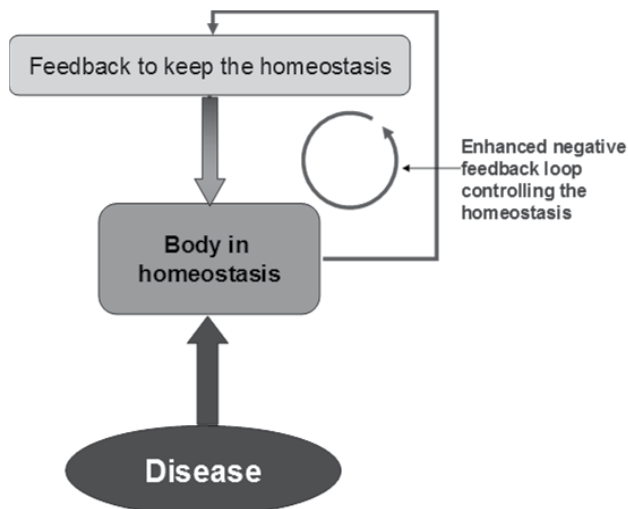 Feedback to keep the homeostasis
Enhanced negative
feedback loop
controlling the
homeostasis
Body in
homeostasis
Disease